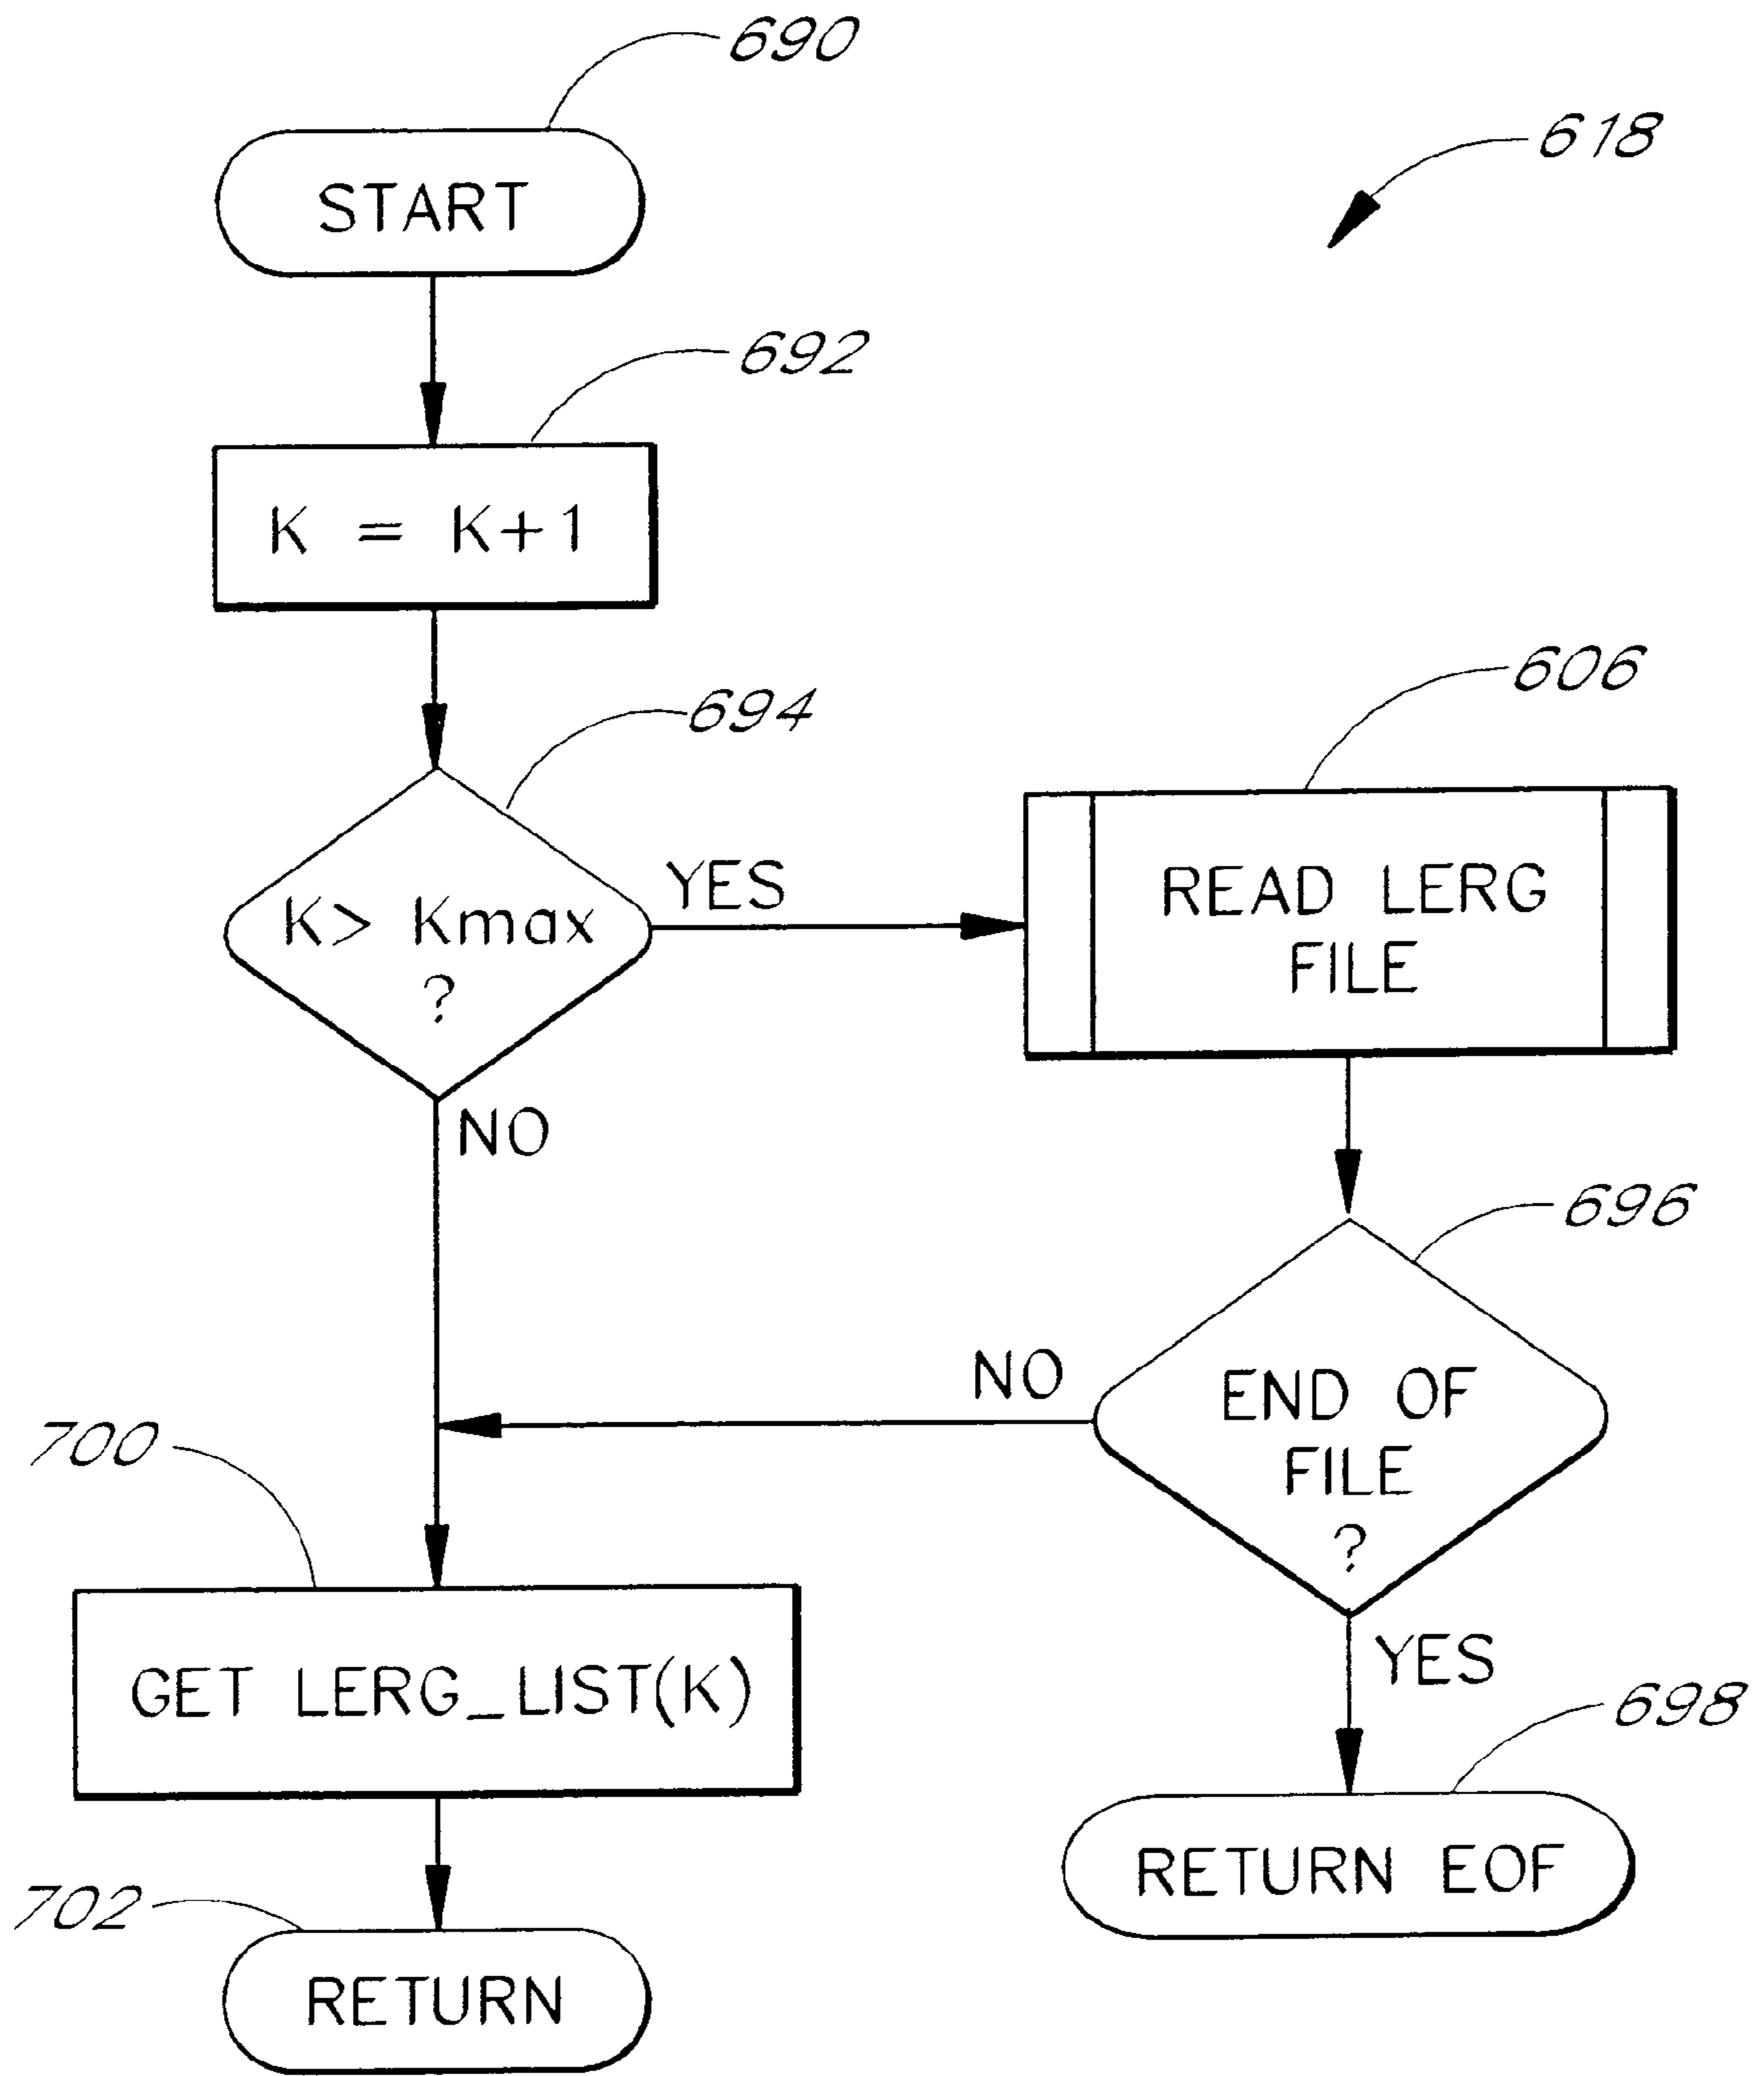 690
618
START
692
K = K+1
694
606
K> Kmax
?
YES
READ LERG
FILE
NO
696
NO
END OF
FILE
?
700
YES
GET LERG_LIST(K)
698
RETURN EOF
702
RETURN